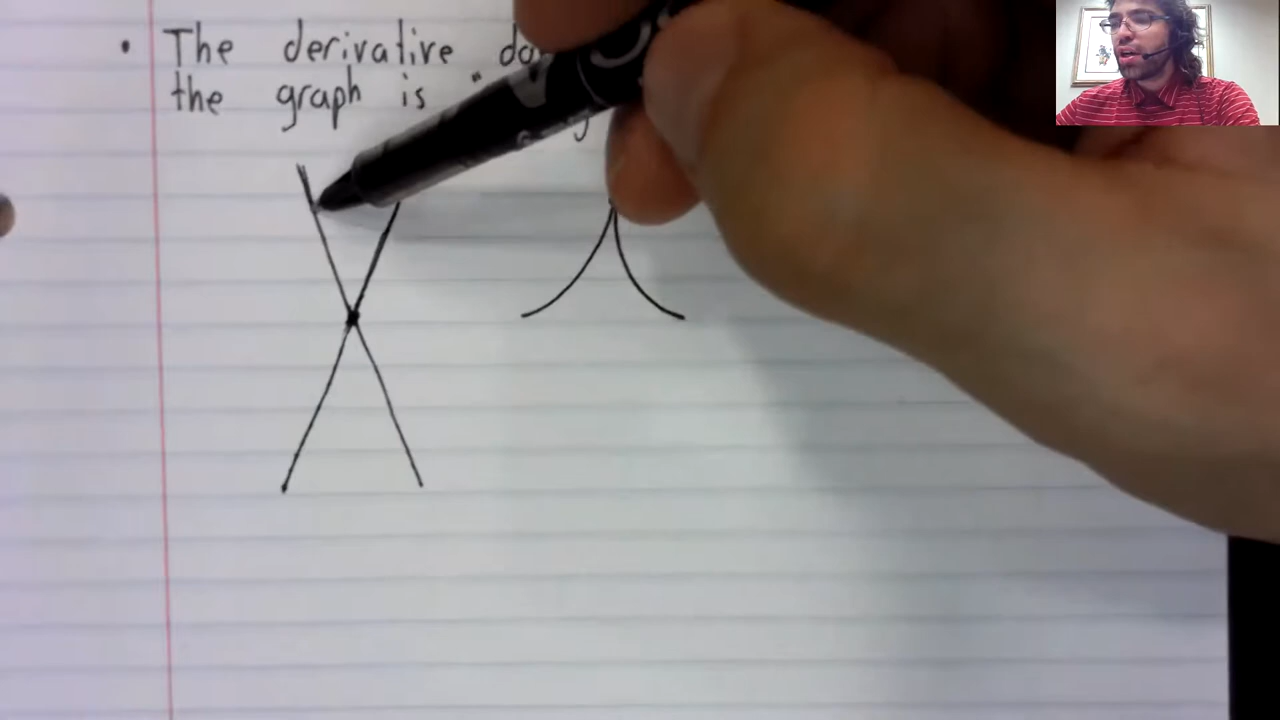 • The derivative
the graph is "